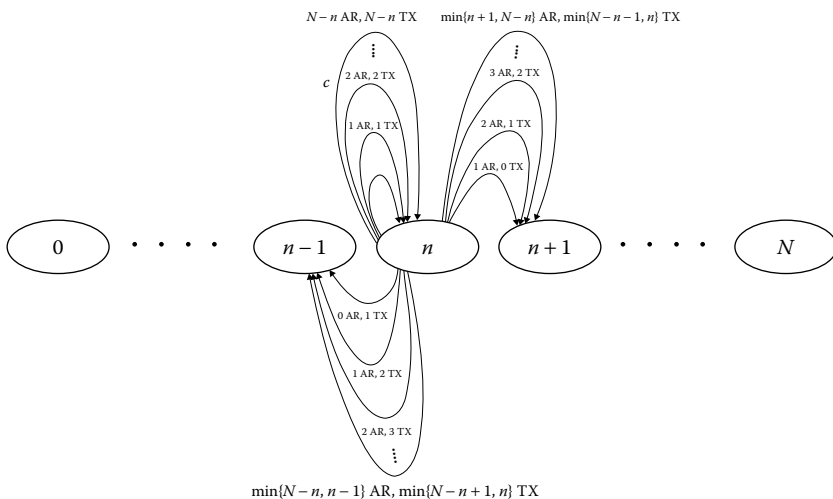 N − n AR, N − n TX
min{n + 1, N − n} AR, min{N − n − 1, n} TX
c
2 AR, 2 TX
3 AR, 2 TX
1 AR, 1 TX
2 AR, 1 TX
1 AR, 0 TX
0
n − 1
n
n + 1
N
0 AR, 1 TX
1 AR, 2 TX
2 AR, 3 TX
min{N − n, n − 1} AR, min{N − n + 1, n} TX